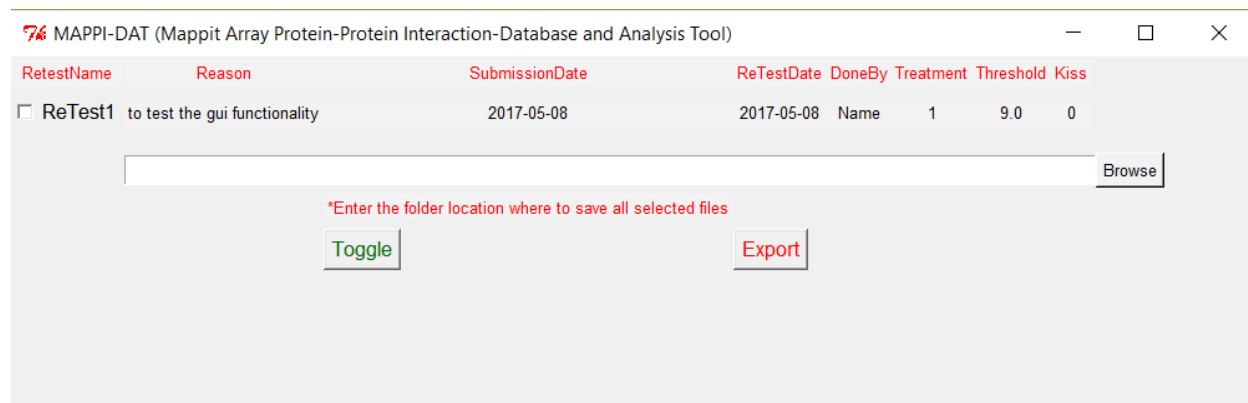 MAPPI-DAT (Mappit Array Protein-Protein Interaction-Database and Analysis Tool)
RetestName Reason SubmissionDate ReTestDate DoneBy Treatment Threshold Kiss
ReTest1 to test the gui functionality 2017-05-08 2017-05-08 Name 1 9.0 0
Browse
*Enter the folder location where to save all selected files
Toggle Export